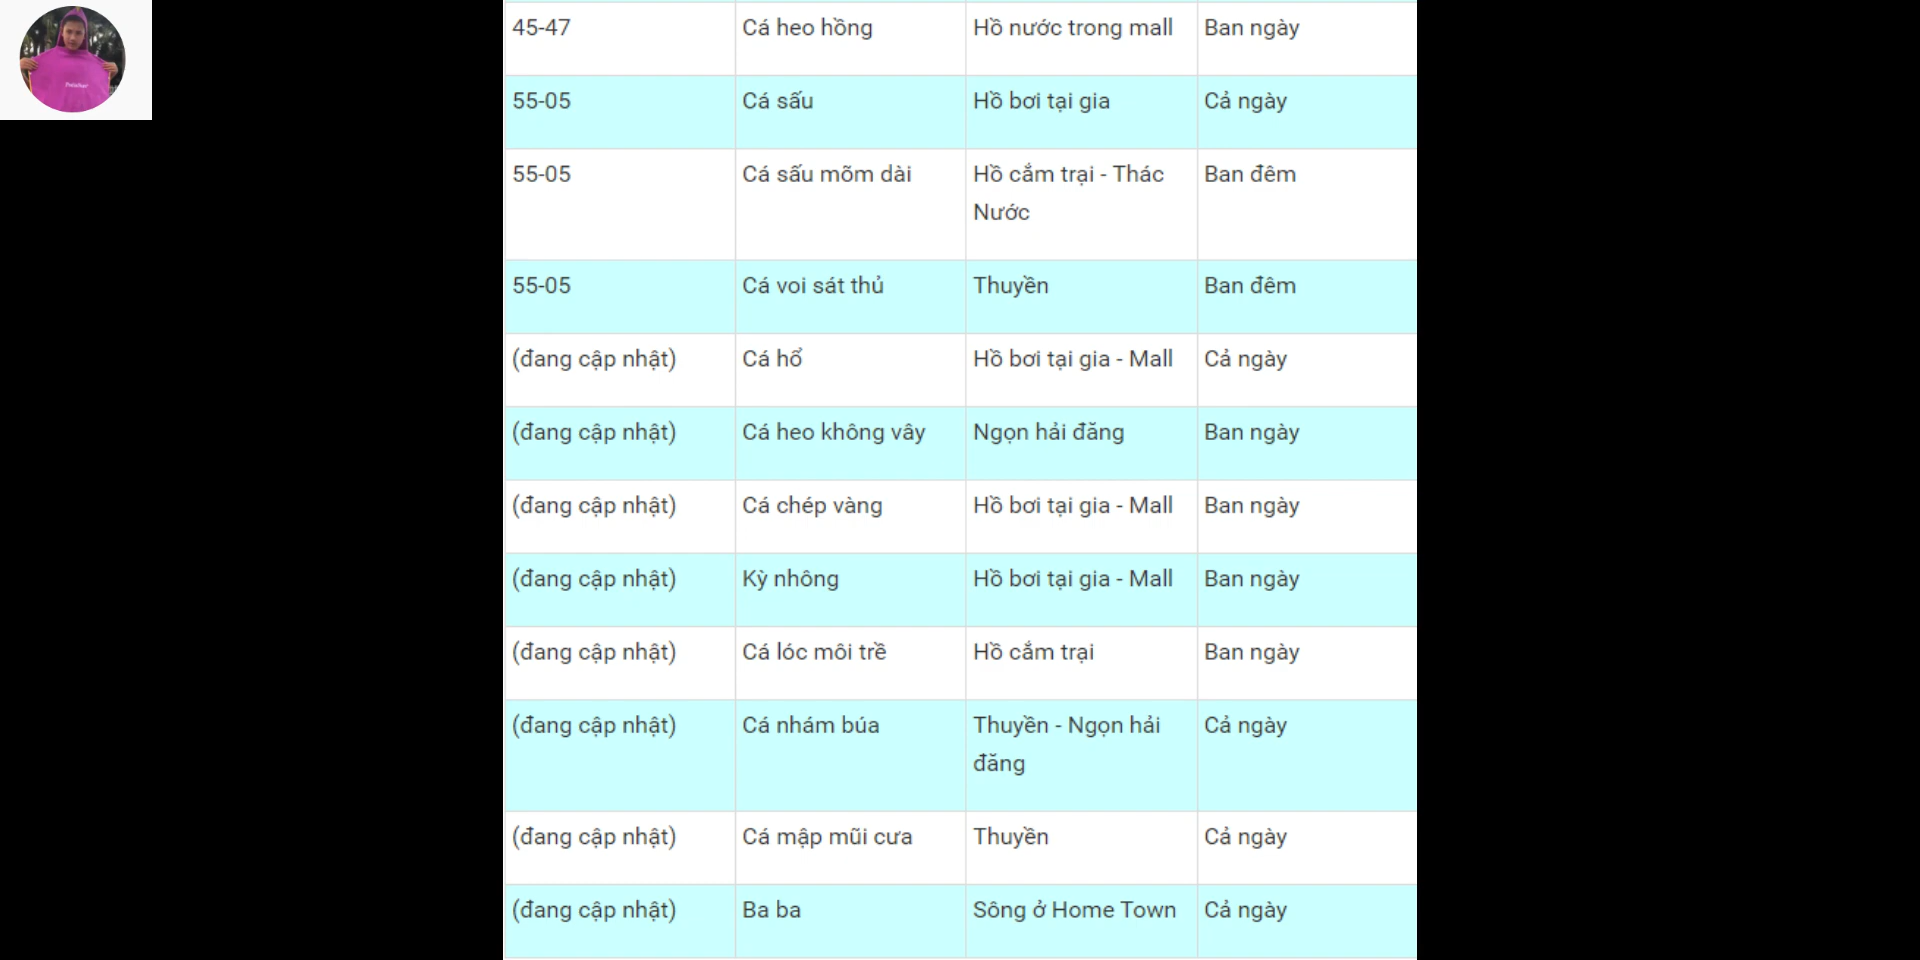 45-47 Cá heo hồng Hồ nước trong mall Ban ngày
55-05 Cá sấu Hồ bơi tại gia Cả ngày
55-05 Cá sấu mõm dài Hồ cắm trại - Thác Ban đêm
Nước
55-05 Cá voi sát thủ Thuyền Ban đêm
(đang cập nhật) Cá hổ Hồ bơi tại gia - Mall Cả ngày
(đang cập nhật) Cá heo không vây Ngọn hải đăng Ban ngày
(đang cập nhật) Cá chép vàng Hồ bơi tại gia - Mall Ban ngày
(đang cập nhật) Kỳ nhông Hồ bơi tại gia - Mall Ban ngày
(đang cập nhật) Cá lóc môi trề Hồ cắm trại Ban ngày
(đang cập nhật) Cá nhám búa Thuyền - Ngọn hải Cả ngày
đăng
(đang cập nhật) Cá mập mũi cưa Thuyền Cả ngày
(đang cập nhật) Ba ba Sông ở Home Town Cả ngày